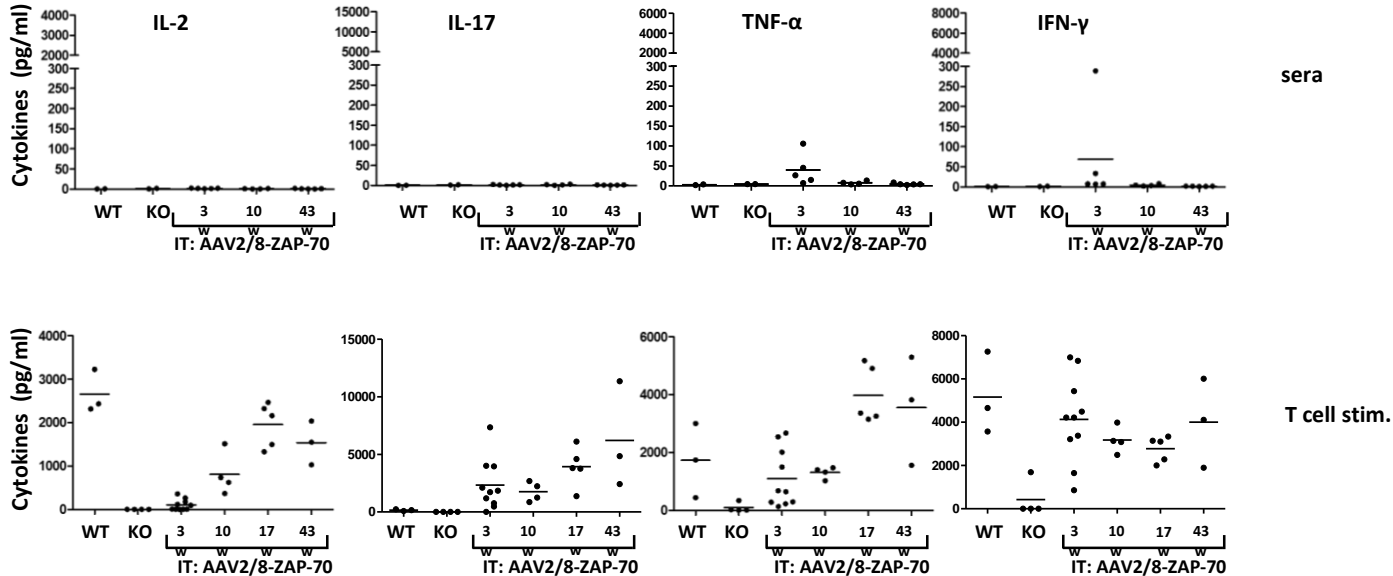 IL-2 IL-17 TNF-α IFN-γ
Cytokines (pg/ml)
4000 3000 2000 300 250 200 150 100 50 0
15000 10000 5000 300 250 200 150 100 50 0
6000 4000 2000 300 250 200 150 100 50 0
8000 6000 4000 2000 300 250 200 150 100 50 0
sera
WT KO 3 10 43 WT KO 3 10 43 WT KO 3 10 43 WT KO 3 10 43
w w w w w w w w w w w w
IT: AAV2/8-ZAP-70 IT: AAV2/8-ZAP-70 IT: AAV2/8-ZAP-70 IT: AAV2/8-ZAP-70
Cytokines (pg/ml)
4000 3000 2000 1000 0
15000 10000 5000 0
6000 4000 2000 0
8000 6000 4000 2000 0
T cell stim.
WT KO 3 10 17 43 WT KO 3 10 17 43 WT KO 3 10 17 43 WT KO 3 10 17 43
w w w w w w w w w w w w w w w w
IT: AAV2/8-ZAP-70 IT: AAV2/8-ZAP-70 IT: AAV2/8-ZAP-70 IT: AAV2/8-ZAP-70